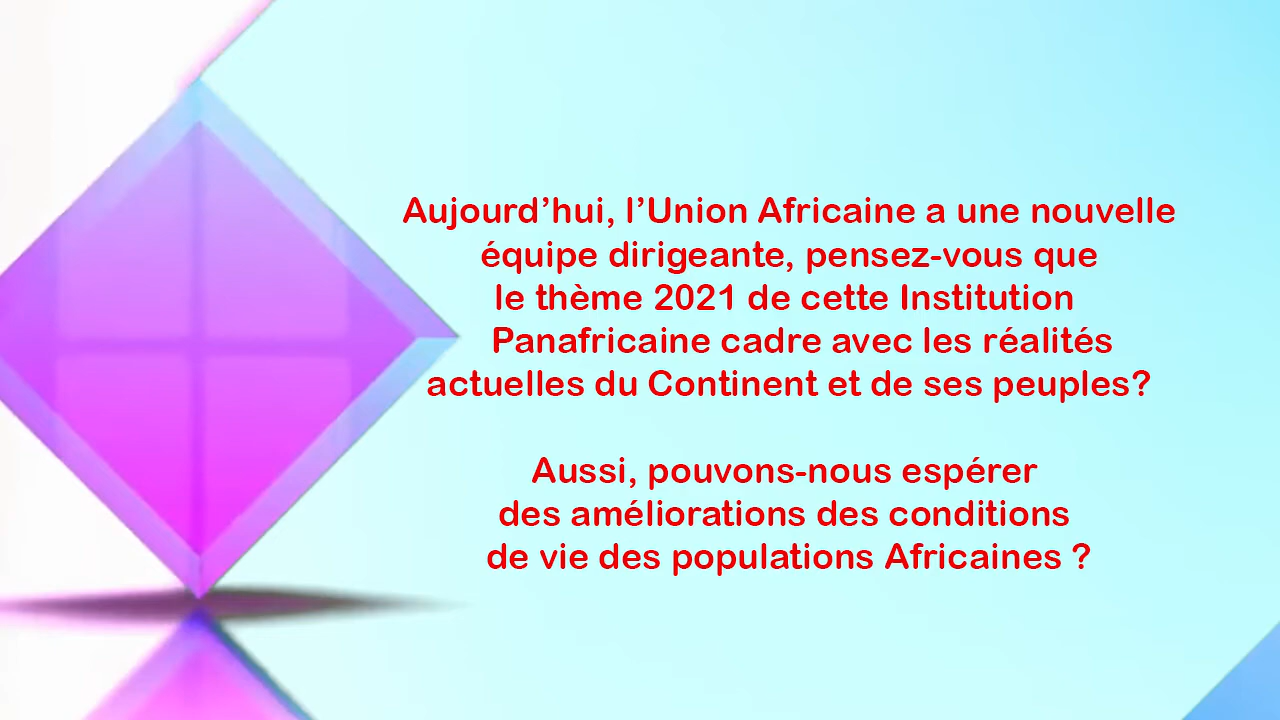 Aujourd’hui, l’Union Africaine a une nouvelle
équipe dirigeante, pensez-vous que
le thème 2021 de cette Institution
Panafricaine cadre avec les réalités
actuelles du Continent et de ses peuples?
Aussi, pouvons-nous espérer
des améliorations des conditions
de vie des populations Africaines ?